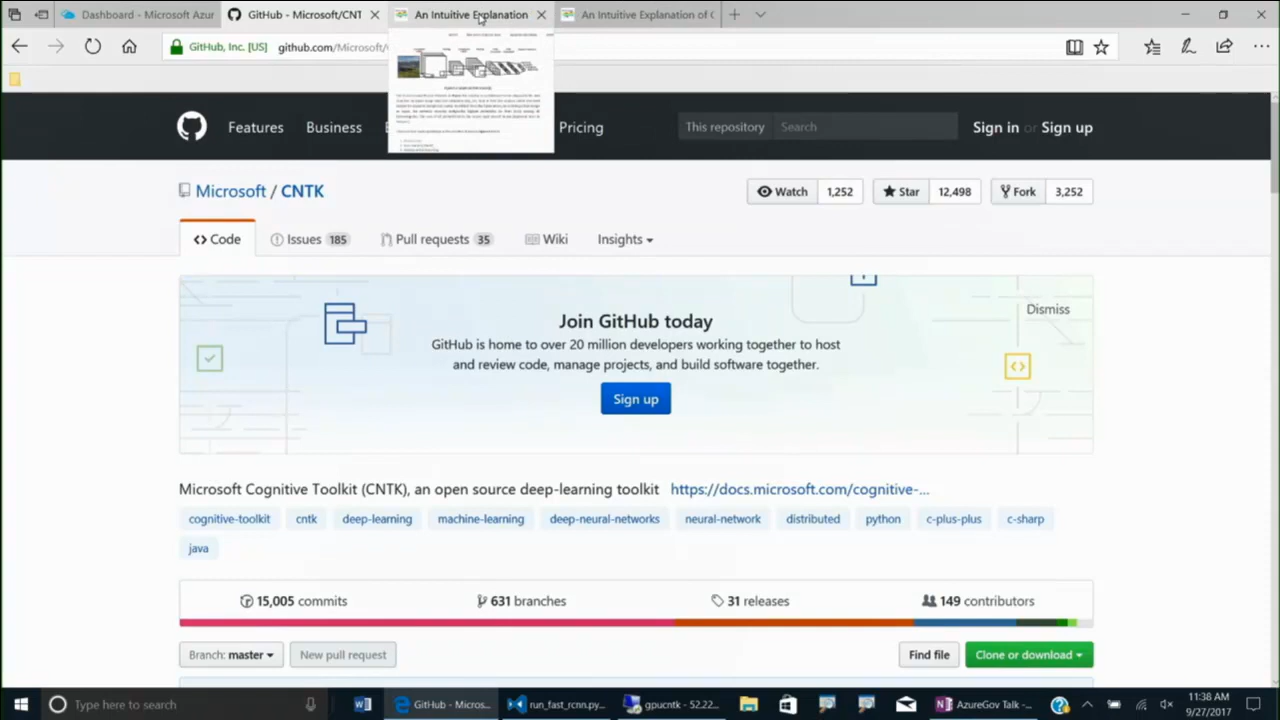 Dashboard - Microsoft Azur
GitHub - Microsoft/CNT
An Intuitive Explanation
An Intuitive Explanation of C
GitHub, Inc. [US]
github.com/Microsoft/
Features
Business
Pricing
This repository
Search
Sign in or Sign up
Microsoft / CNTK
Watch 1,252
Star 12,498
Fork 3,252
Code
Issues 185
Pull requests 35
Wiki
Insights
Dismiss
Join GitHub today
GitHub is home to over 20 million developers working together to host
and review code, manage projects, and build software together.
Sign up
Microsoft Cognitive Toolkit (CNTK), an open source deep-learning toolkit https://docs.microsoft.com/cognitive-...
cognitive-toolkit cntk deep-learning machine-learning deep-neural-networks neural-network distributed python c-plus-plus c-sharp
java
15,005 commits
631 branches
31 releases
149 contributors
Branch: master
New pull request
Find file
Clone or download
Type here to search
GitHub - Micros...
run_fast_rcnn.py...
gpucntk - 52.22...
AzureGov Talk -...
11:38 AM
9/27/2017